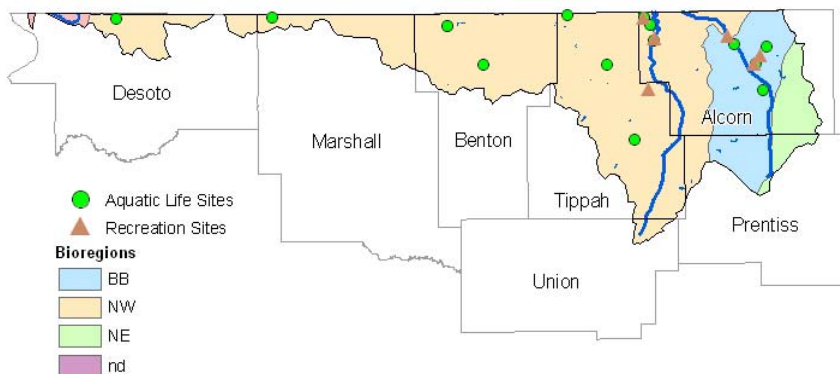 Desoto
Marshall
Benton
Tippah
Alcorn
Prentiss
Union
Aquatic Life Sites
Recreation Sites
Bioregions
BB
NW
NE
nd